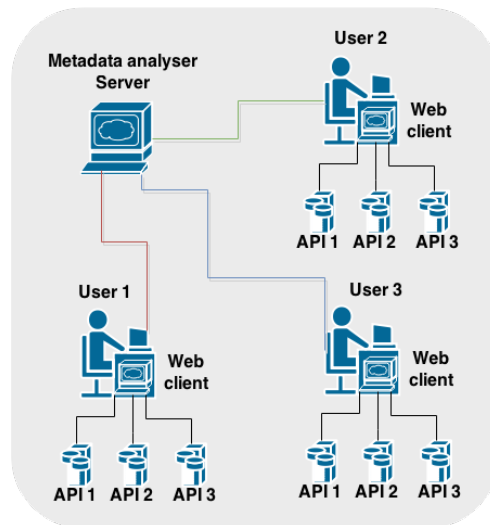 User 2
Metadata analyser
Server
Web
client
API 1 API 2 API 3
User 1
User 3
Web
client
Web
client
API 1 API 2 API 3
API 1 API 2 API 3